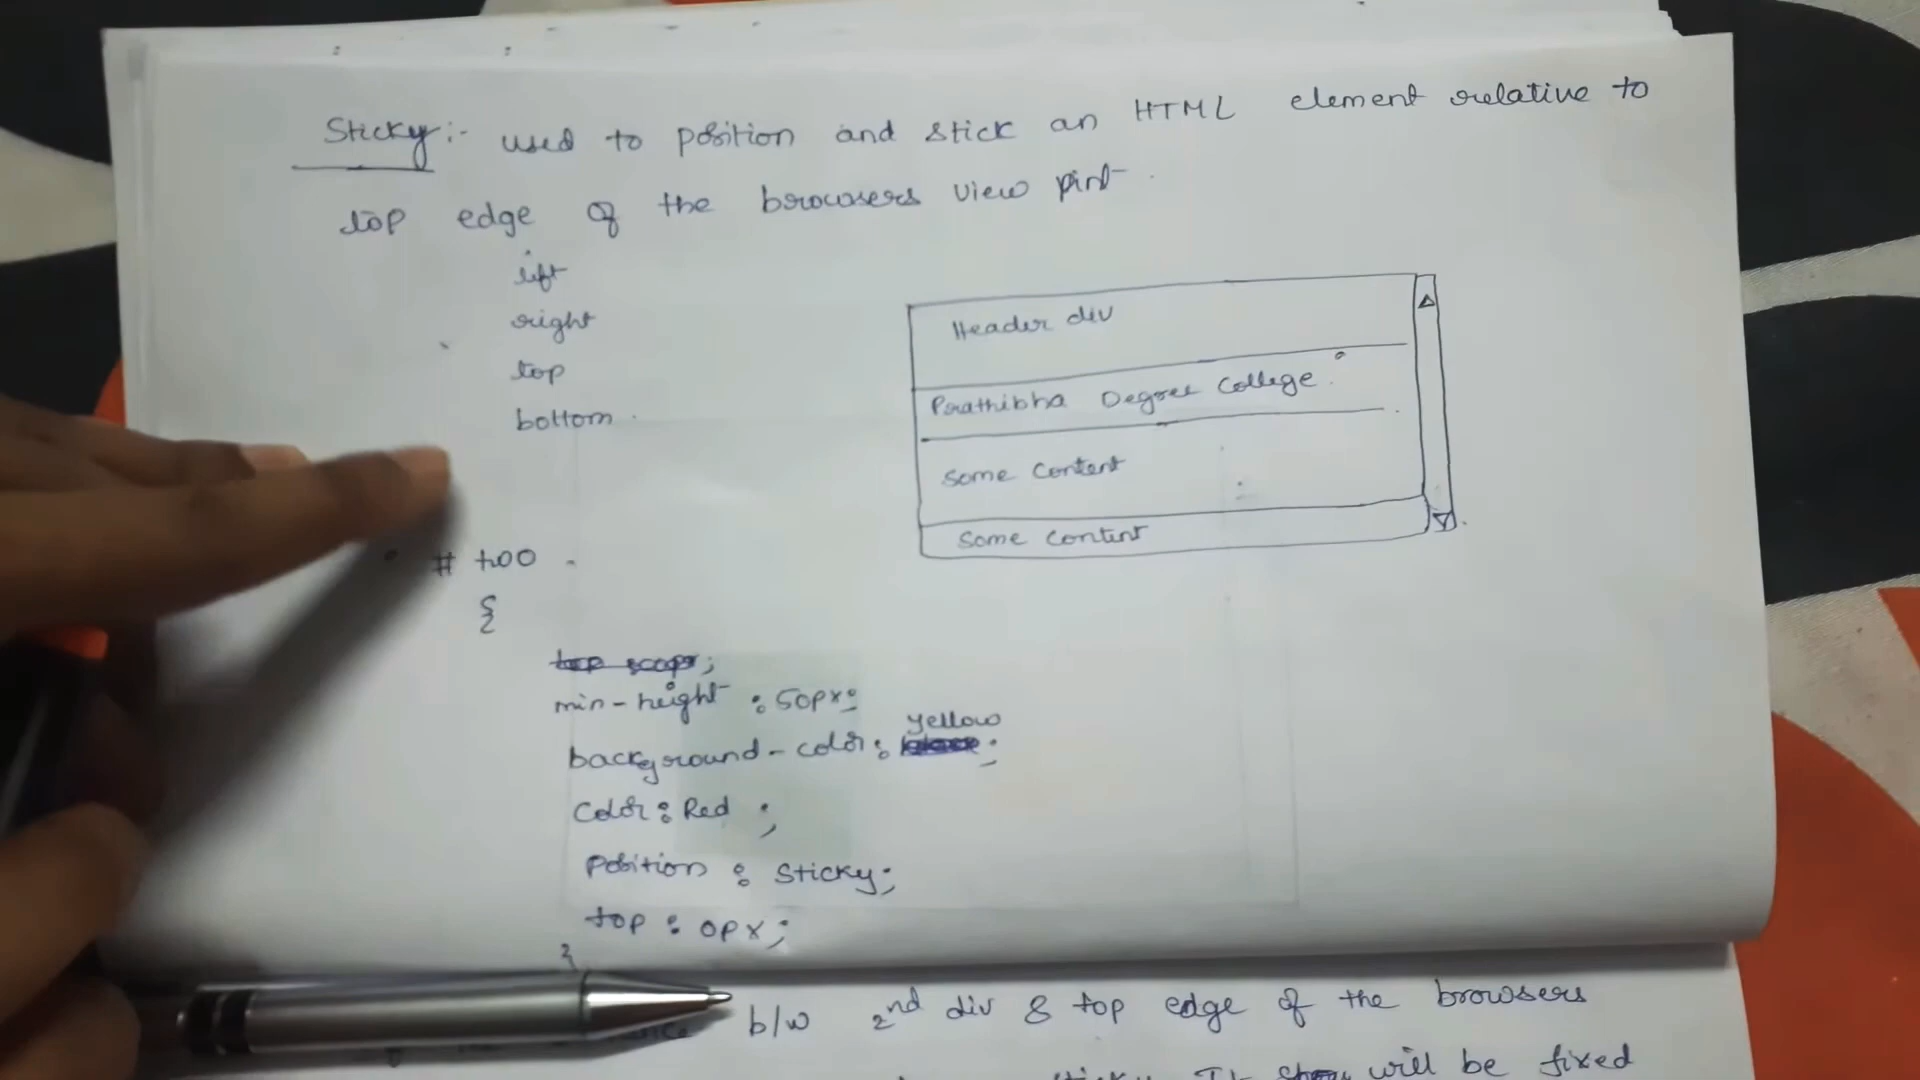 Sticky:- used to position and stick an HTML element relative to
top edge of the browsers view pint.
left
right
top
bottom.
Header div
Prathibha Degree College.
Some Content
Some content
# two
{
min-height : 50px;
background-color : yellow ;
Color : Red ;
Position : Sticky;
top : 0px;
}
b/w 2nd div & top edge of the browsers
will be fixed